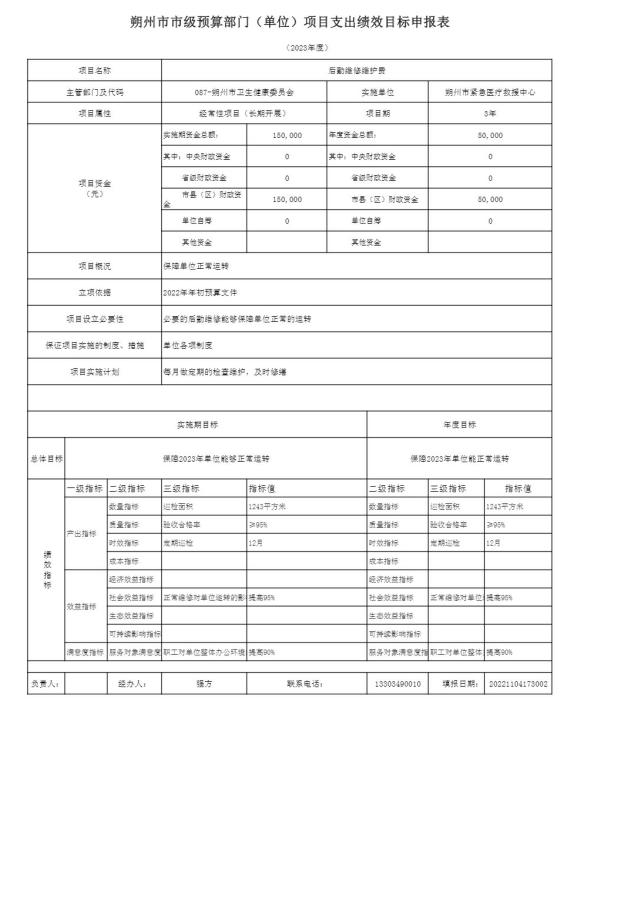 朔州市市级预算部门（单位）项目支出绩效目标申报表
（2023年度）
项目名称 后勤维修维护费
主管部门及代码 087-朔州市卫生健康委员会 实施单位 朔州市紧急医疗救援中心
项目属性 经常性项目（长期开展） 项目期 3年
项目资金（元） 实施期资金总额： 150,000 年度资金总额： 50,000
其中：中央财政资金 0 其中：中央财政资金 0
省级财政资金 0 省级财政资金 0
市县（区）财政资金 150,000 市县（区）财政资金 50,000
单位自筹 0 单位自筹 0
其他资金 其他资金
项目概况 保障单位正常运转
立项依据 2022年年初预算文件
项目设立必要性 必要的后勤维修能够保障单位正常的运转
保证项目实施的制度、措施 单位各项制度
项目实施计划 每月做定期的检查维护，及时修缮
实施期目标 年度目标
总体目标 保障2023年单位能够正常运转 保障2023年单位能正常运转
绩效指标 一级指标 二级指标 三级指标 指标值 二级指标 三级指标 指标值
产出指标 数量指标 巡检面积 1243平方米 数量指标 巡检面积 1243平方米
质量指标 验收合格率 ≥95% 质量指标 验收合格率 ≥95%
时效指标 定期巡检 12月 时效指标 定期巡检 12月
成本指标 成本指标
效益指标 经济效益指标 经济效益指标
社会效益指标 正常维修对单位运转的影 提高95% 社会效益指标 正常维修对单位 提高95%
生态效益指标 生态效益指标
可持续影响指标 可持续影响指标
满意度指标 服务对象满意度 职工对单位整体办公环境 提高90% 服务对象满意度指 职工对单位整体 提高90%
负责人： 经办人： 强方 联系电话： 13303490010 填报日期： 20221104173002